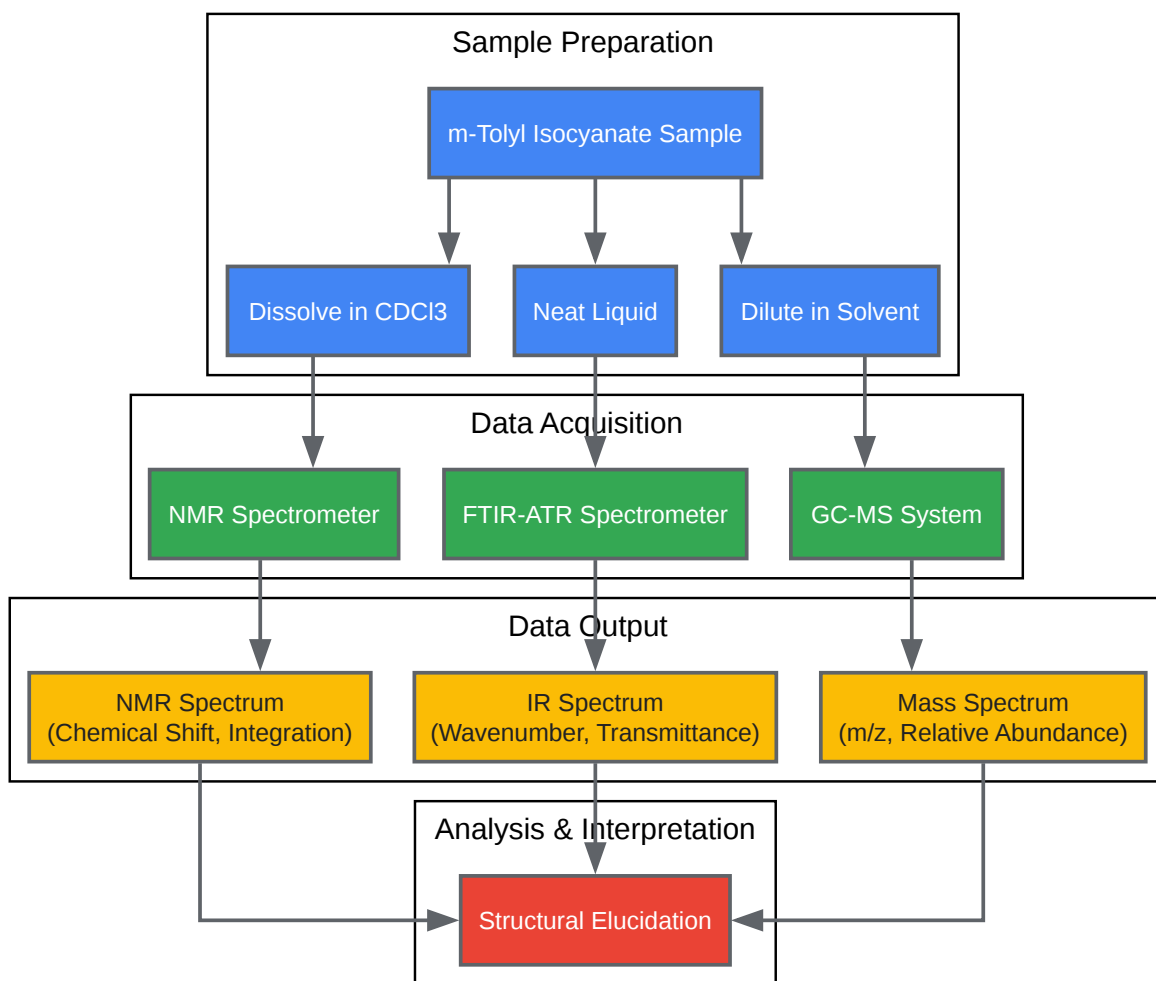 Sample Preparation
m-Tolyl Isocyanate Sample
Dissolve in CDCl3
Neat Liquid
Dilute in Solvent
Data Acquisition
NMR Spectrometer
FTIR-ATR Spectrometer
GC-MS System
Data Output
NMR Spectrum
(Chemical Shift, Integration)
IR Spectrum
(Wavenumber, Transmittance)
Mass Spectrum
(m/z, Relative Abundance)
Analysis & Interpretation
Structural Elucidation